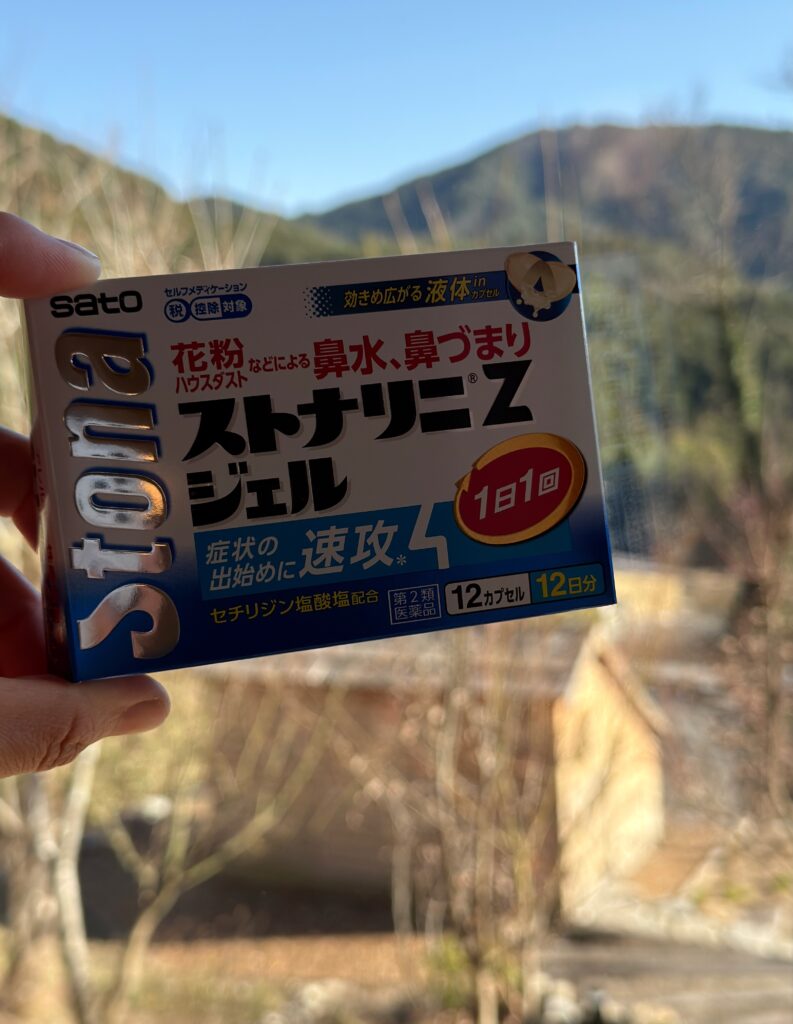 sato
セルフメディケーション
税 控除対象
効きめ広がる 液体 in カプセル
Stona
花粉
ハウスダスト などによる 鼻水、鼻づまり
ストナリニ® Z
ジェル
1日1回
症状の
出始めに 速攻*
セチリジン塩酸塩配合
第2類
医薬品
12カプセル 12日分